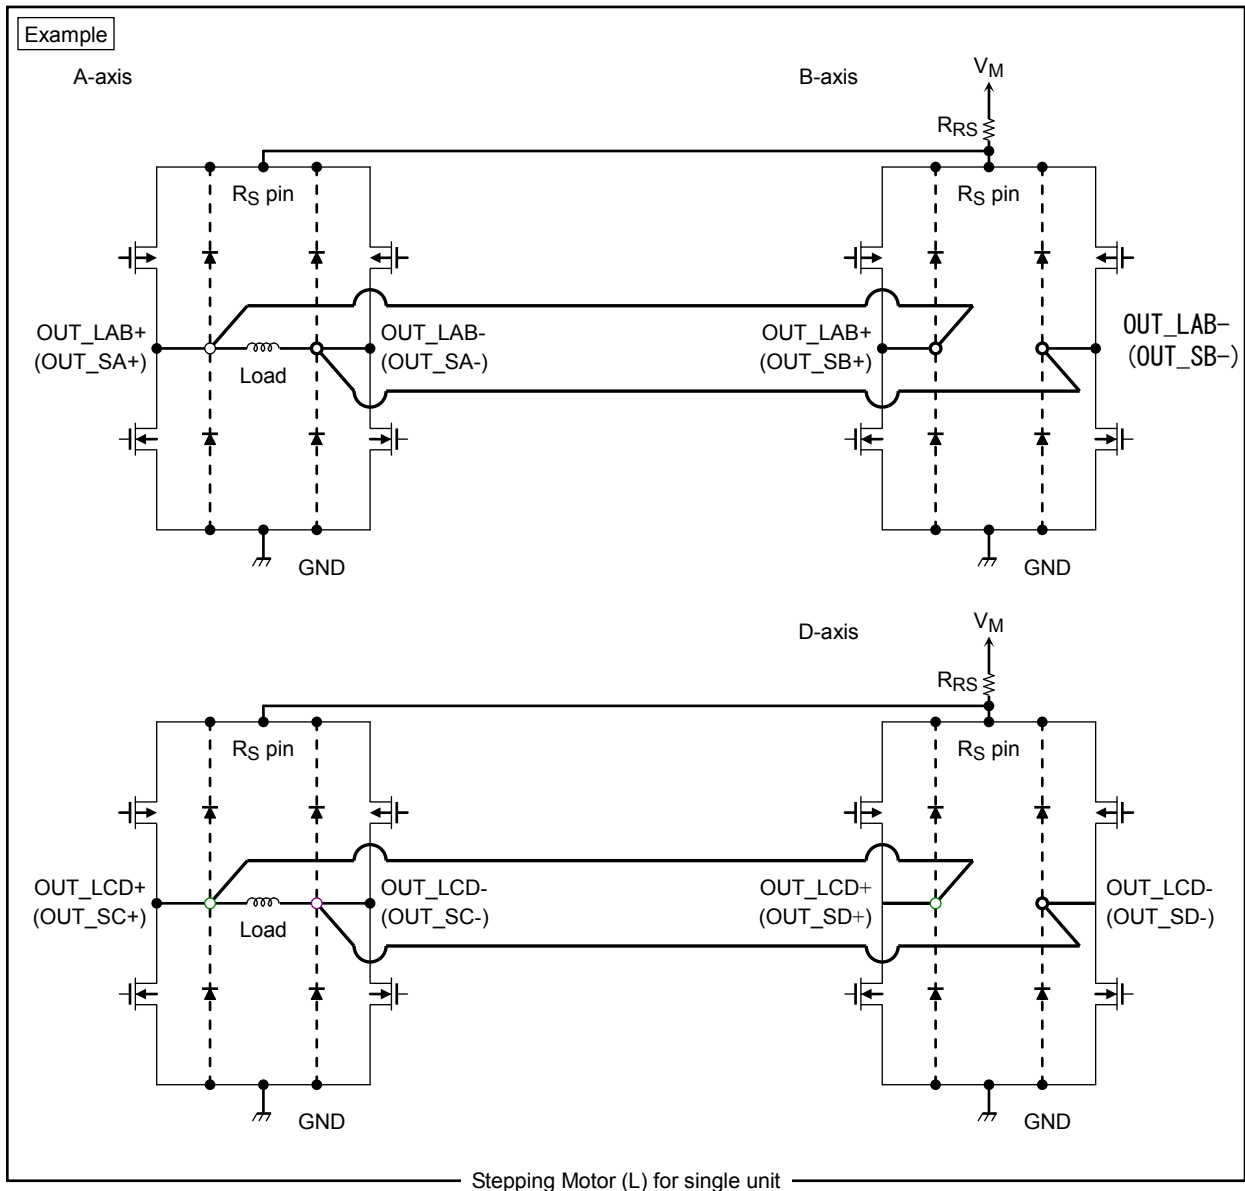 Example
A-axis
B-axis
VM
RRS
RS pin
RS pin
OUT_LAB+
(OUT_SA+)
Load
OUT_LAB-
(OUT_SA-)
OUT_LAB+
(OUT_SB+)
OUT_LAB-
(OUT_SB-)
GND
GND
D-axis
VM
RRS
RS pin
RS pin
OUT_LCD+
(OUT_SC+)
Load
OUT_LCD-
(OUT_SC-)
OUT_LCD+
(OUT_SD+)
OUT_LCD-
(OUT_SD-)
GND
GND
Stepping Motor (L) for single unit